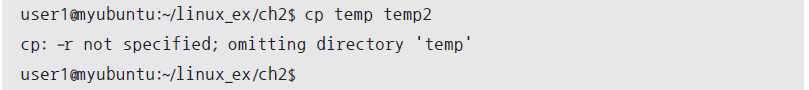 user1@myubuntu:~/linux_ex/ch2$ cp temp temp2
cp: -r not specified; omitting directory 'temp'
user1@myubuntu:~/linux_ex/ch2$